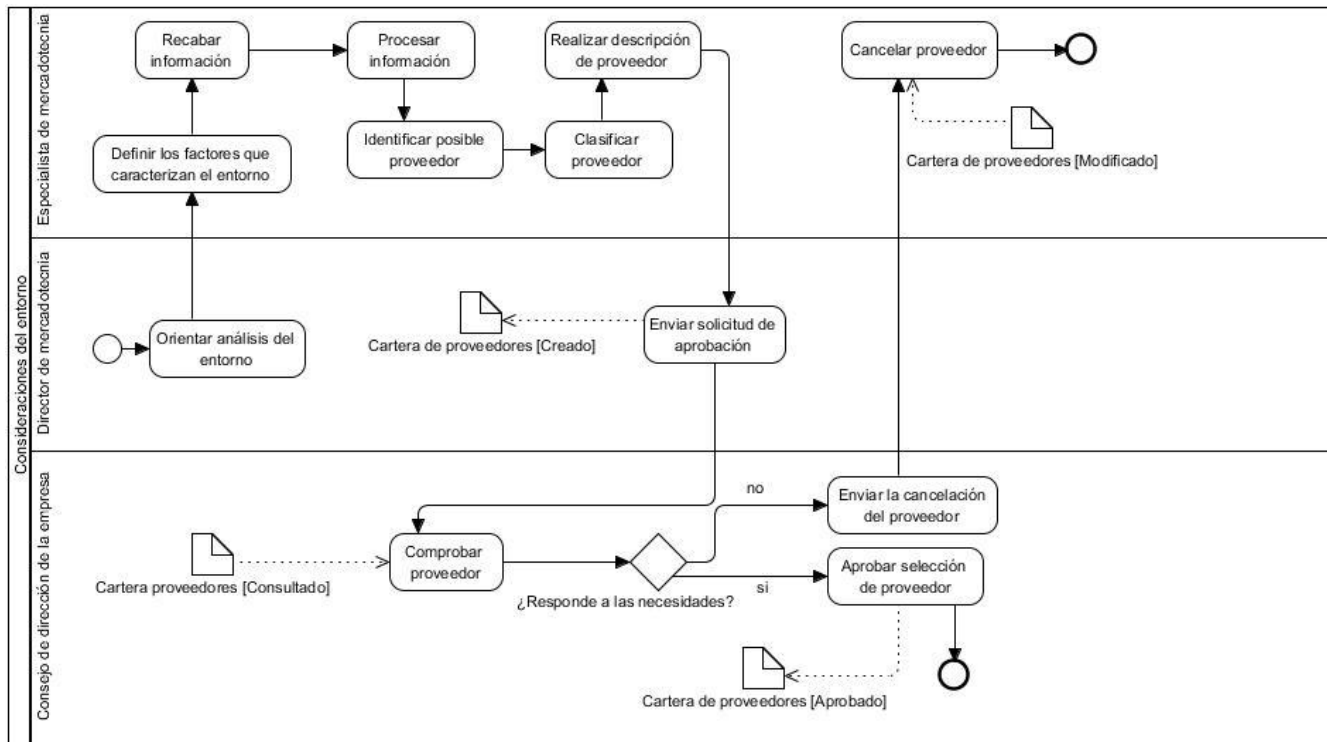 Consideraciones del entorno
Especialista de mercadotecnia
Recabar
información
Procesar
información
Realizar descripción
de proveedor
Cancelar proveedor
Definir los factores que
caracterizan el entorno
Identificar posible
proveedor
Clasificar
proveedor
Cartera de proveedores [Modificado]
Director de mercadotecnia
Orientar análisis del
entorno
Cartera de proveedores [Creado]
Enviar solicitud de
aprobación
Consejo de dirección de la empresa
no
Enviar la cancelación
del proveedor
Cartera proveedores [Consultado]
Comprobar
proveedor
¿Responde a las necesidades?
si
Aprobar selección
de proveedor
Cartera de proveedores [Aprobado]